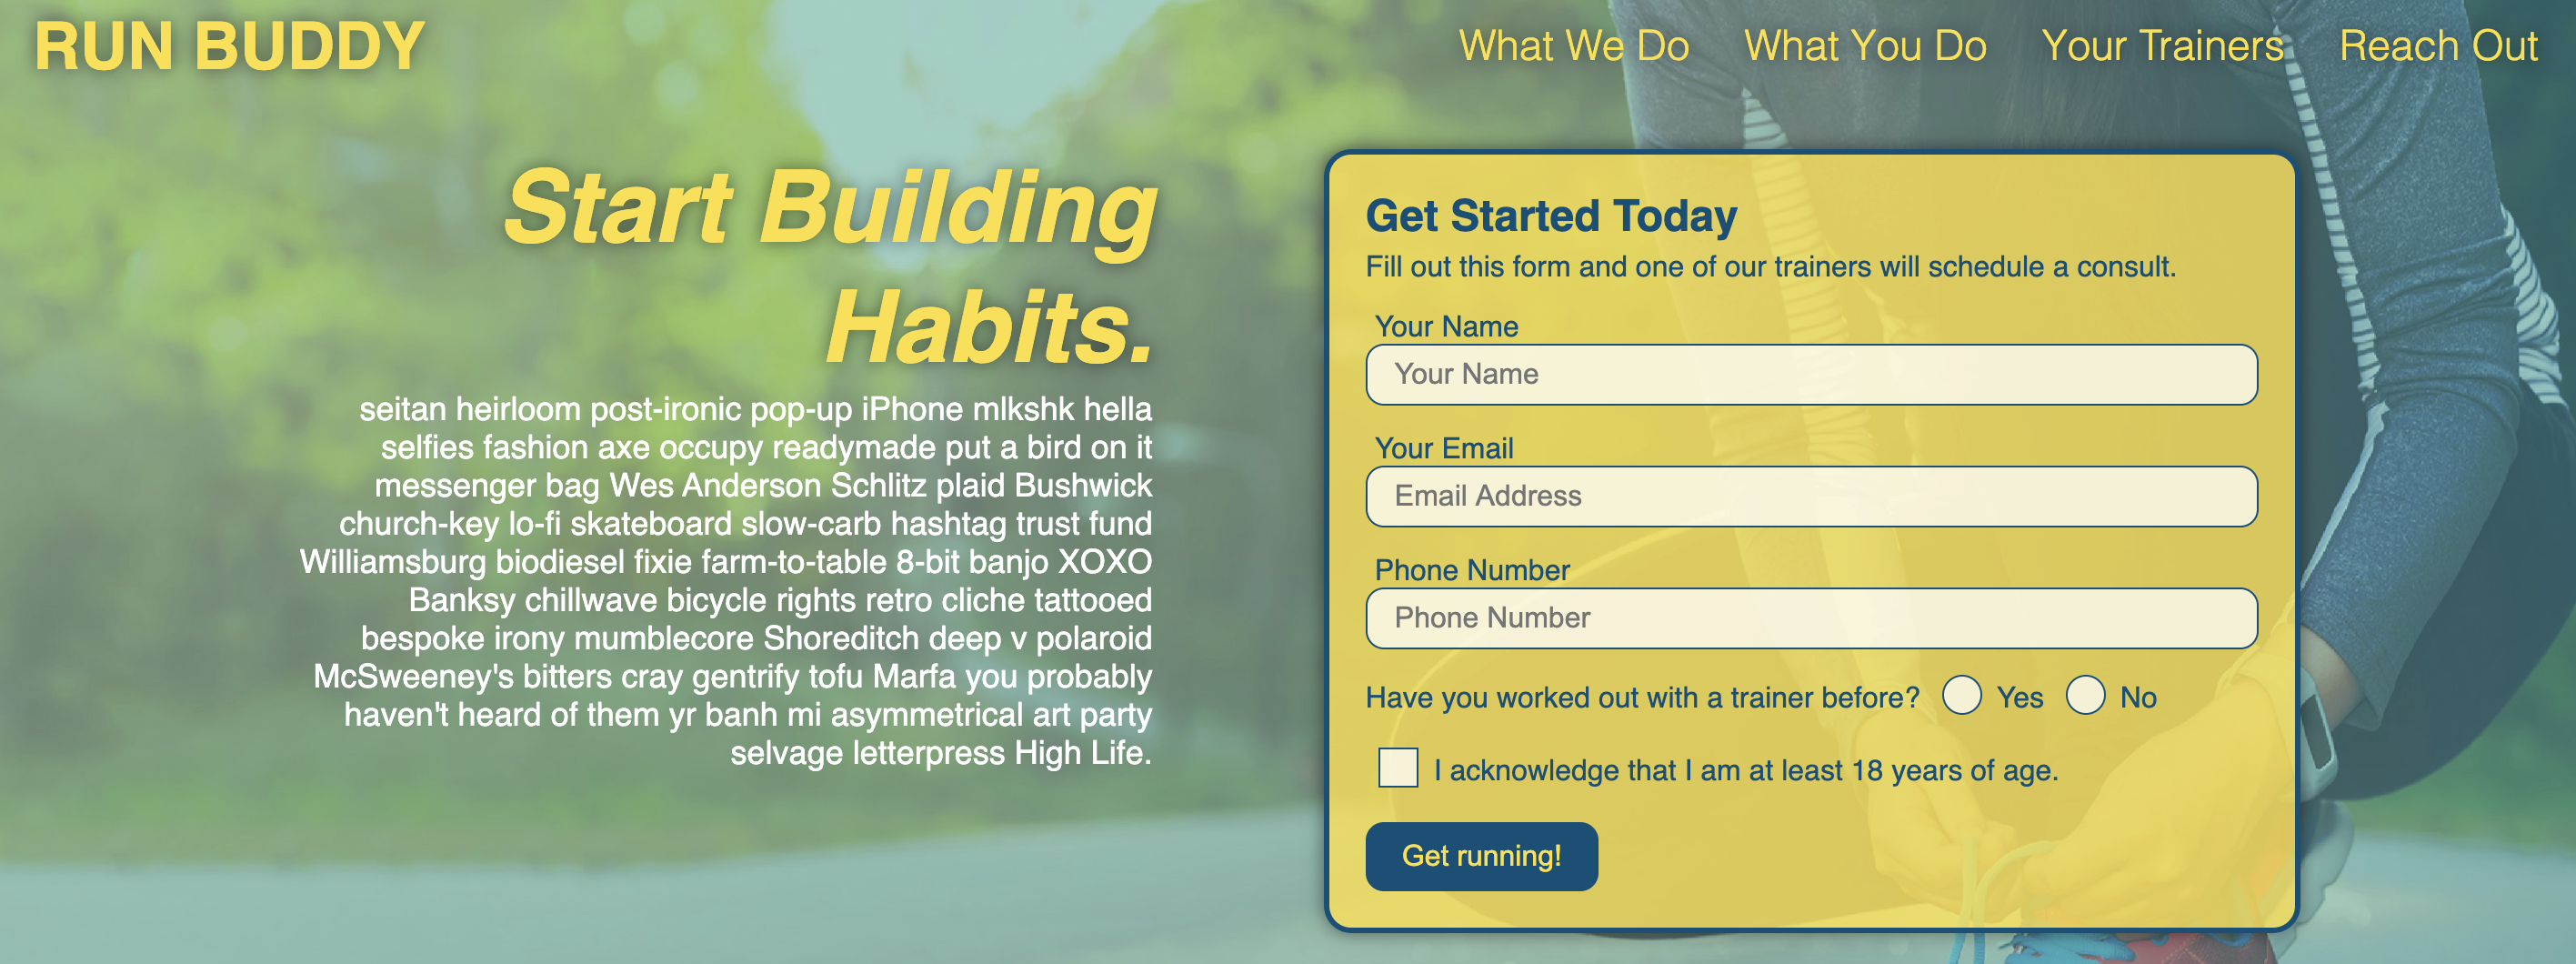 RUN BUDDY
What We Do What You Do Your Trainers Reach Out
Start Building
Habits.
seitan heirloom post-ironic pop-up iPhone mlkshk hella
selfies fashion axe occupy readymade put a bird on it
messenger bag Wes Anderson Schlitz plaid Bushwick
church-key lo-fi skateboard slow-carb hashtag trust fund
Williamsburg biodiesel fixie farm-to-table 8-bit banjo XOXO
Banksy chillwave bicycle rights retro cliche tattooed
bespoke irony mumblecore Shoreditch deep v polaroid
McSweeney's bitters cray gentrify tofu Marfa you probably
haven't heard of them yr banh mi asymmetrical art party
selvage letterpress High Life.
Get Started Today
Fill out this form and one of our trainers will schedule a consult.
Your Name
Your Name
Your Email
Email Address
Phone Number
Phone Number
Have you worked out with a trainer before? Yes No
I acknowledge that I am at least 18 years of age.
Get running!